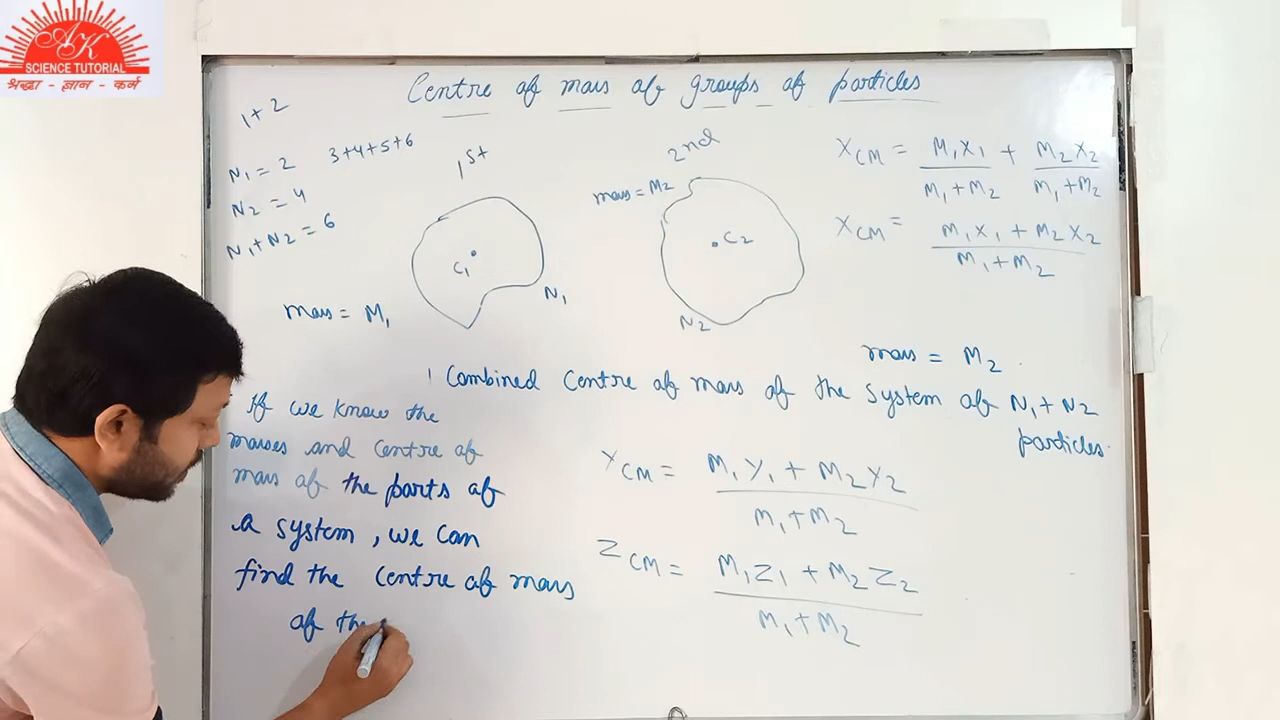 AK
SCIENCE TUTORIAL
श्रद्धा - ज्ञान - कर्म
Centre of mass of groups of particles
1+2
N₁ = 2 3+4+5+6
N₂ = 4
N₁+N₂ = 6
1st
C₁
N₁
mass = M₁
2nd
mass = M₂
C₂
N₂
mass = M₂
X_CM = M₁X₁/(M₁+M₂) + M₂X₂/(M₁+M₂)
X_CM = (M₁X₁ + M₂X₂)/(M₁+M₂)
Combined Centre of mass of the system of N₁+N₂
particles.
If we know the
masses and centre of
mass of the parts of
a system, we can
find the centre of mass
of the
Y_CM = (M₁Y₁ + M₂Y₂)/(M₁+M₂)
Z_CM = (M₁Z₁ + M₂Z₂)/(M₁+M₂)